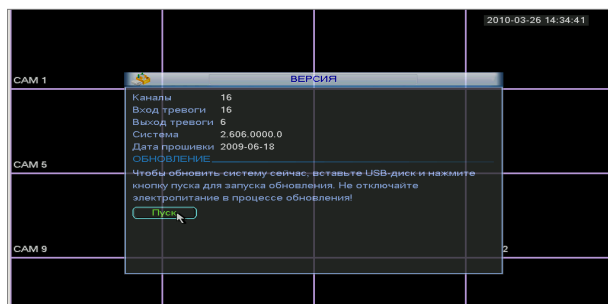 2010-03-26 14:34:41
CAM 1
ВЕРСИЯ
Каналы 16
Вход тревоги 16
Выход тревоги 6
Система 2.606.0000.0
Дата прошивки 2009-06-18
ОБНОВЛЕНИЕ
CAM 5
Чтобы обновить систему сейчас, вставьте USB-диск и нажмите
кнопку пуска для запуска обновления. Не отключайте
электропитание в процессе обновления!
Пуск
CAM 9
2